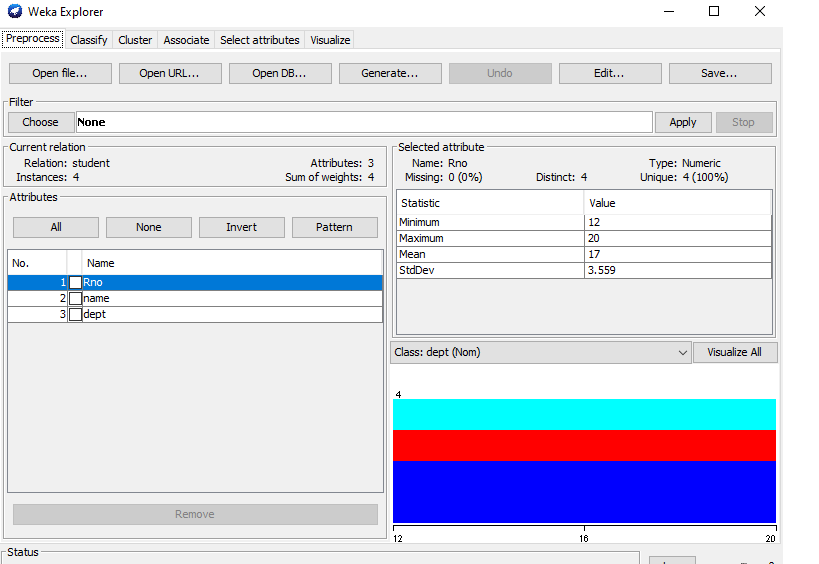 Weka Explorer
Preprocess Classify Cluster Associate Select attributes Visualize
Open file... Open URL... Open DB... Generate... Undo Edit... Save...
Filter
Choose None Apply Stop
Current relation
Relation: student Attributes: 3
Instances: 4 Sum of weights: 4
Attributes
All None Invert Pattern
No. Name
1 Rno
2 name
3 dept
Remove
Selected attribute
Name: Rno Type: Numeric
Missing: 0 (0%) Distinct: 4 Unique: 4 (100%)
Statistic Value
Minimum 12
Maximum 20
Mean 17
StdDev 3.559
Class: dept (Nom) Visualize All
4
12 16 20
Status